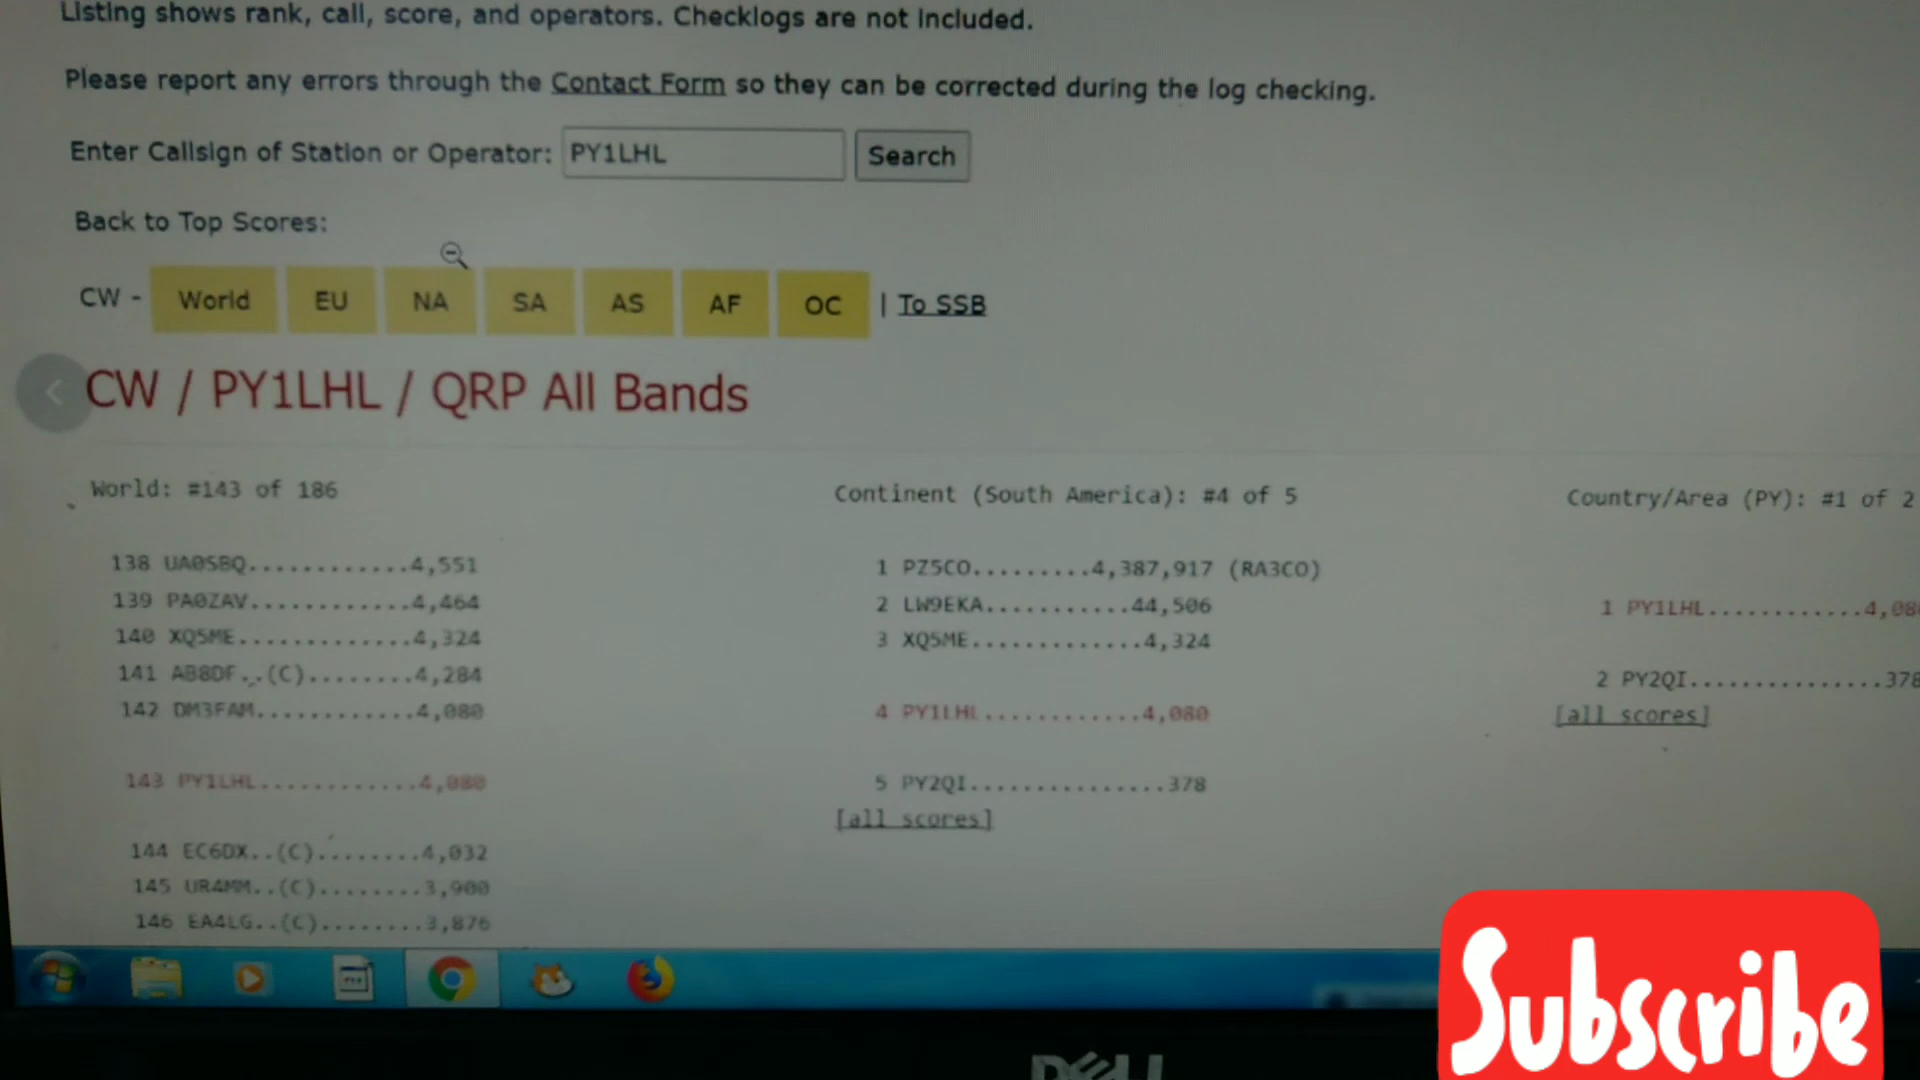 Listing shows rank, call, score, and operators. Checklogs are not included.
Please report any errors through the Contact Form so they can be corrected during the log checking.
Enter Callsign of Station or Operator: PY1LHL Search
Back to Top Scores:
CW - World EU NA SA AS AF OC | To SSB
CW / PY1LHL / QRP All Bands
World: #143 of 186
138 UA0SBQ............4,551
139 PA0ZAV............4,464
140 XQ5ME.............4,324
141 AB8DF..(C)........4,284
142 DM3FAM............4,080
143 PY1LHL............4,080
144 EC6DX..(C)........4,032
145 UR4MM..(C)........3,900
146 EA4LG..(C)........3,876
Continent (South America): #4 of 5
1 PZ5CO.........4,387,917 (RA3CO)
2 LW9EKA...........44,506
3 XQ5ME.............4,324
4 PY1LHL............4,080
5 PY2QI...............378
[all scores]
Country/Area (PY): #1 of 2
1 PY1LHL............4,08
2 PY2QI...............378
[all scores]
DELL
Subscribe